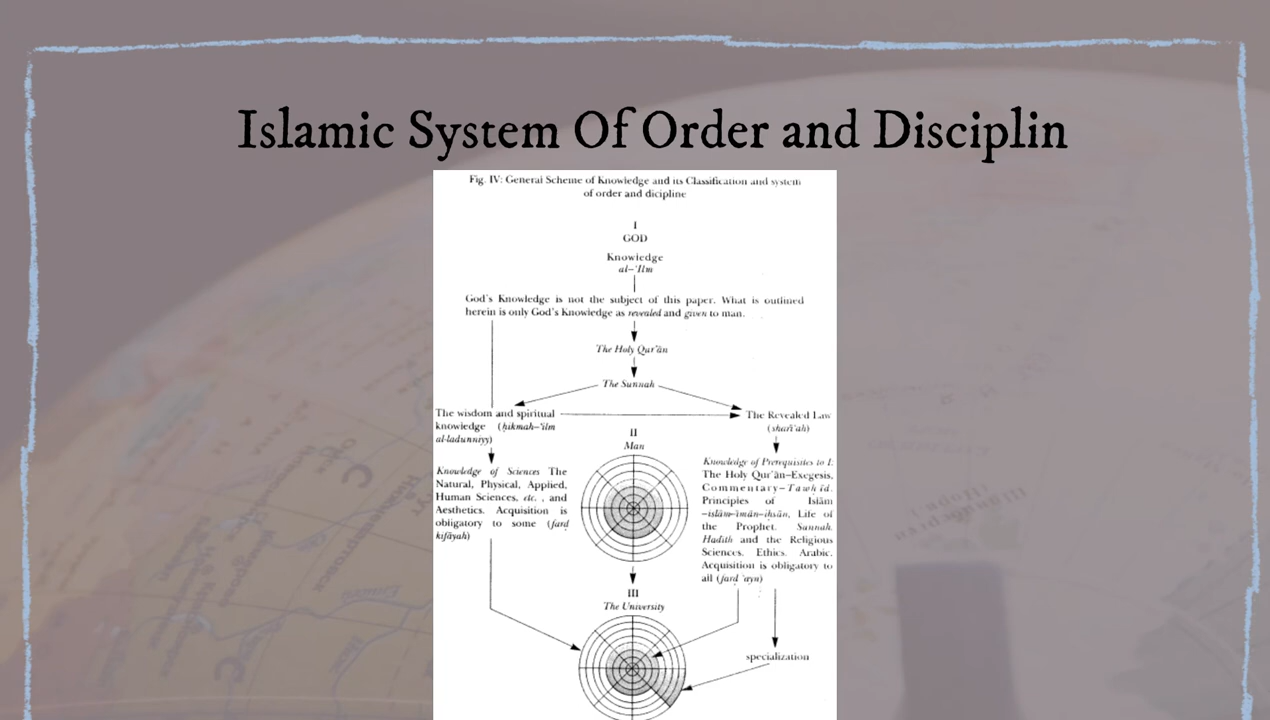 Islamic System Of Order and Disciplin
Fig. IV: General Scheme of Knowledge and its Classification and system
of order and dicipline
I
GOD
Knowledge
al–'Ilm
God's Knowledge is not the subject of this paper. What is outlined
herein is only God's Knowledge as revealed and given to man.
The Holy Qur'ān
The Sunnah
The wisdom and spiritual
knowledge (ḥikmah–'ilm
al-ladunniyy)
The Revealed Law
(sharī'ah)
II
Man
Knowledge of Sciences The
Natural, Physical, Applied,
Human Sciences, etc. , and
Aesthetics. Acquisition is
obligatory to some (farḍ
kifāyah)
Knowledge of Prerequisites to I.
The Holy Qur'ān–Exegesis,
Commentary–Tawḥīd.
Principles of Islām
–islām–īmān–iḥsān, Life of
the Prophet. Sunnah.
Ḥadīth and the Religious
Sciences. Ethics. Arabic.
Acquisition is obligatory to
all (farḍ 'ayn)
III
The University
specialization